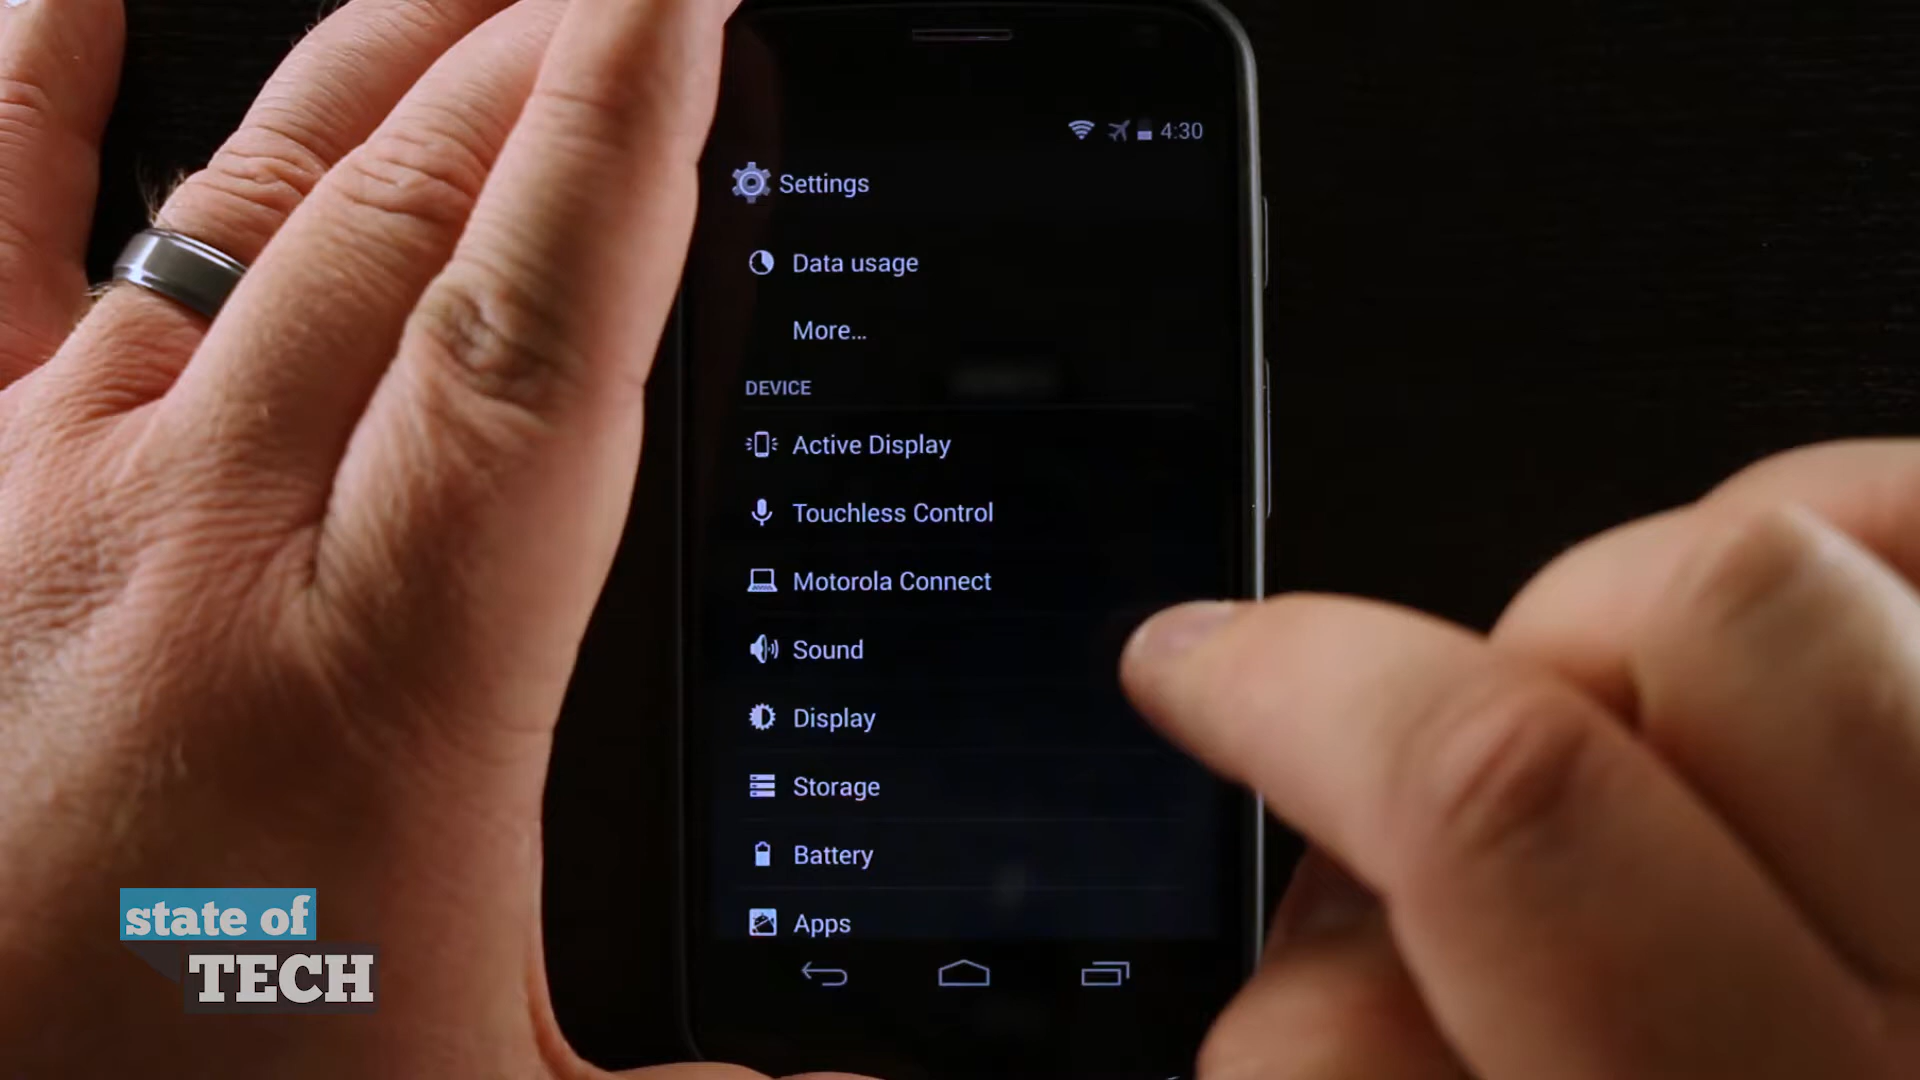 4:30
Settings
Data usage
More...
DEVICE
Active Display
Touchless Control
Motorola Connect
Sound
Display
Storage
Battery
Apps
state of
TECH